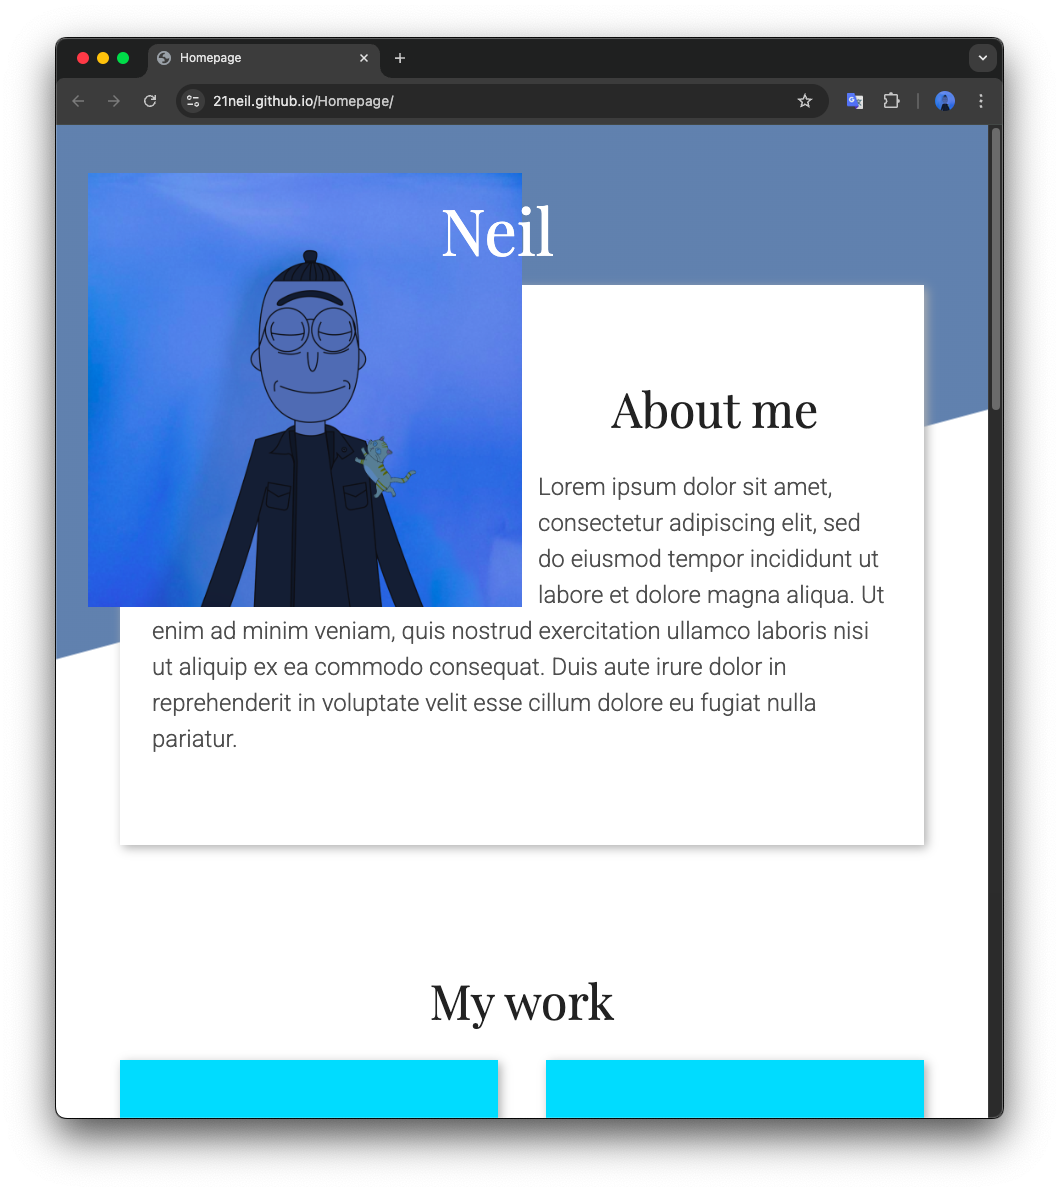 Homepage
21neil.github.io/Homepage/
Neil
About me
Lorem ipsum dolor sit amet,
consectetur adipiscing elit, sed
do eiusmod tempor incididunt ut
labore et dolore magna aliqua. Ut
enim ad minim veniam, quis nostrud exercitation ullamco laboris nisi
ut aliquip ex ea commodo consequat. Duis aute irure dolor in
reprehenderit in voluptate velit esse cillum dolore eu fugiat nulla
pariatur.
My work